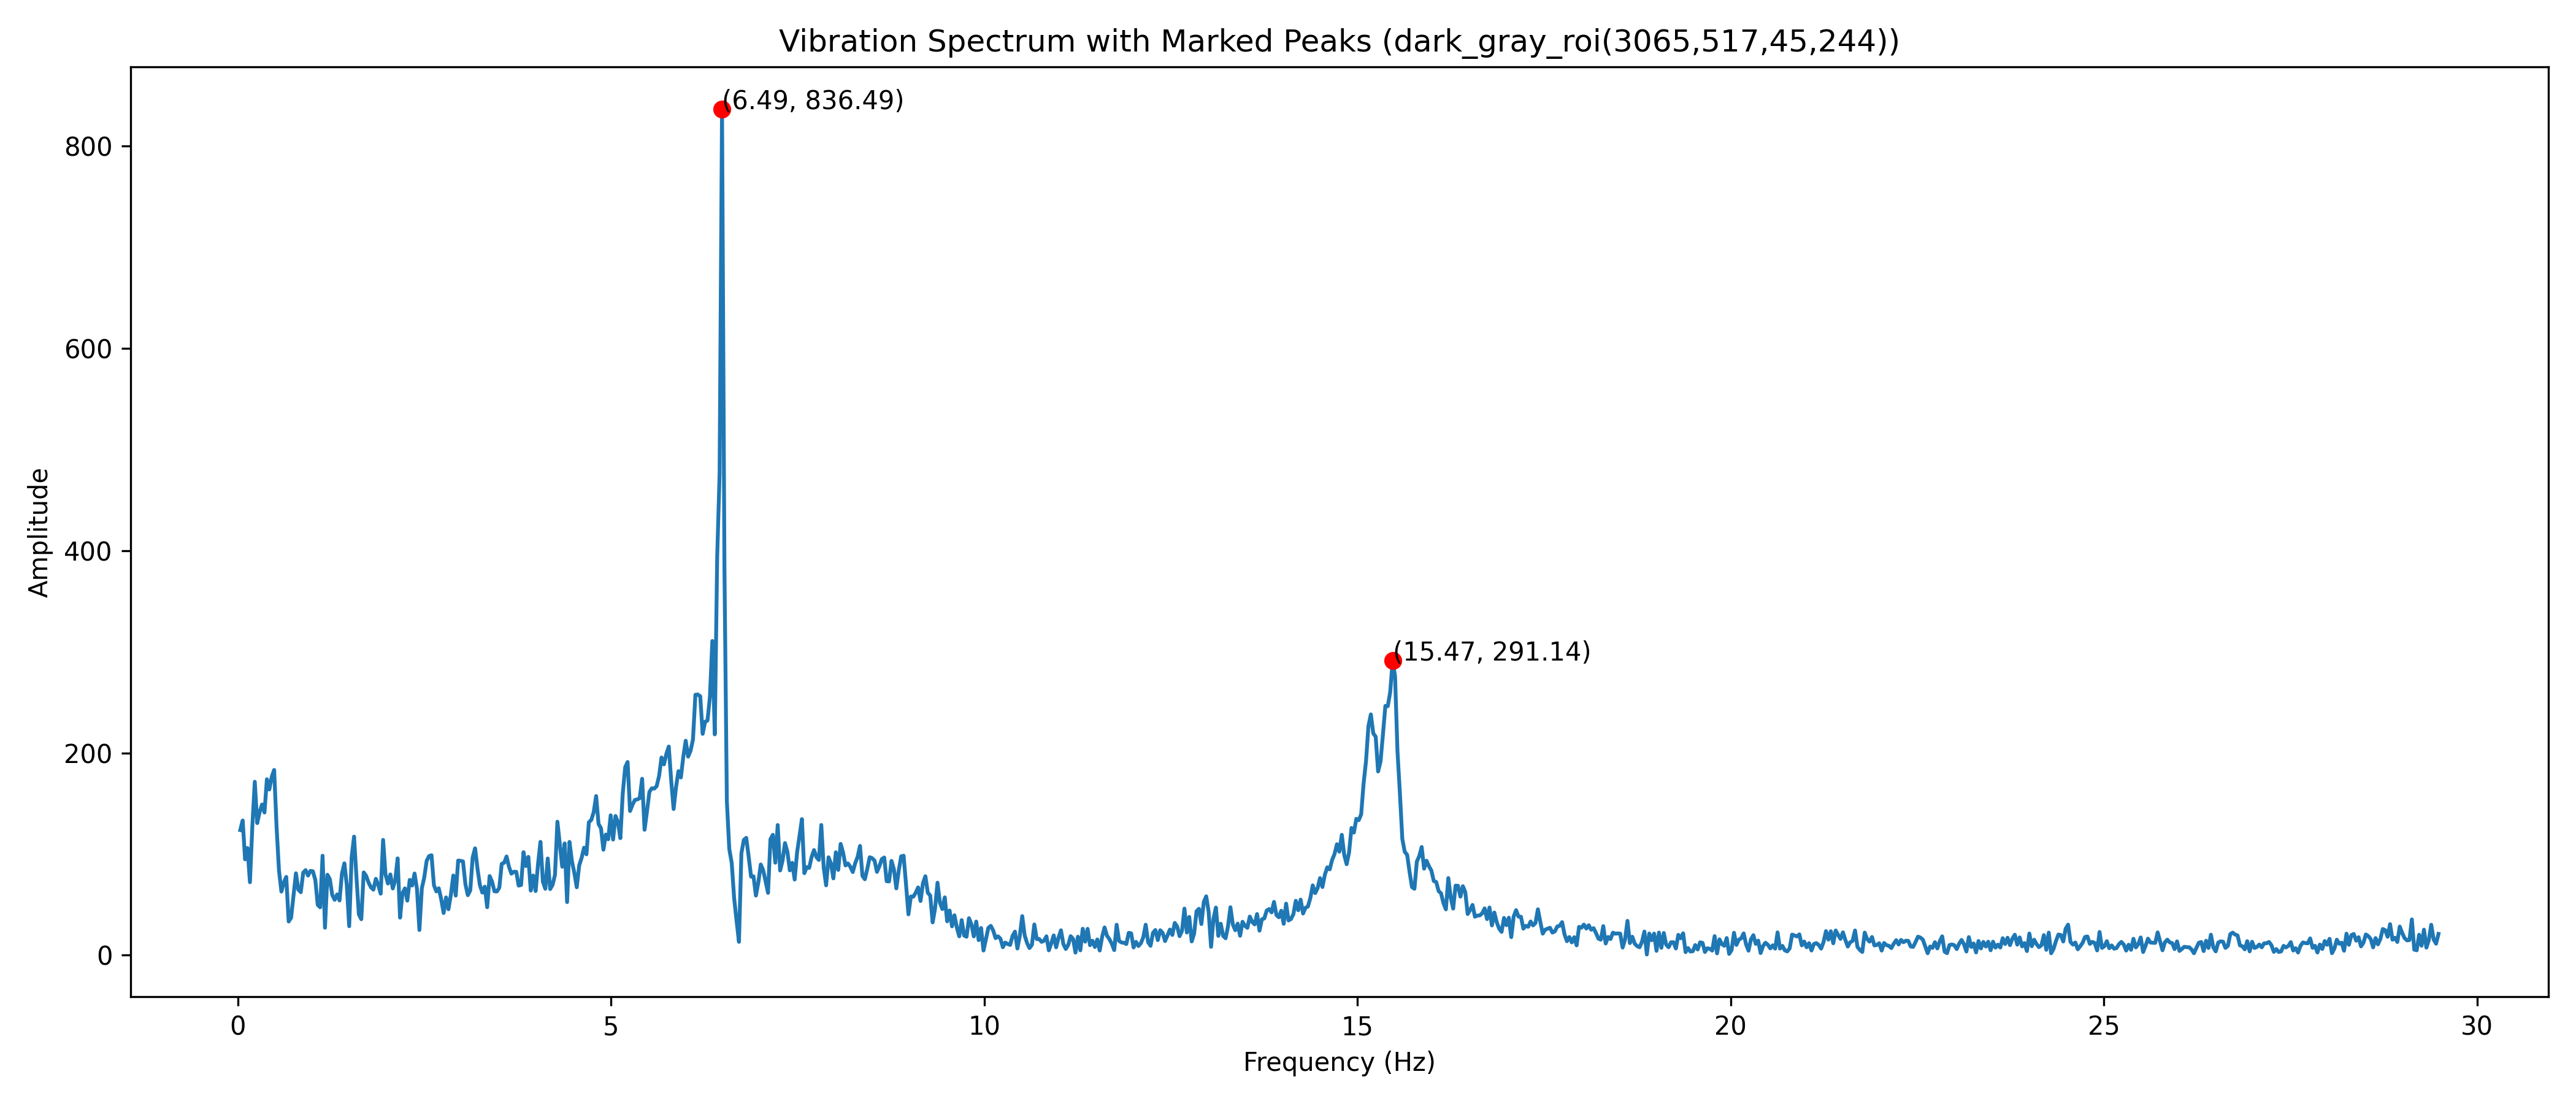 Vibration Spectrum with Marked Peaks (dark_gray_roi(3065,517,45,244))
(6.49, 836.49)
(15.47, 291.14)
Amplitude
800
600
400
200
0
0 5 10 15 20 25 30
Frequency (Hz)